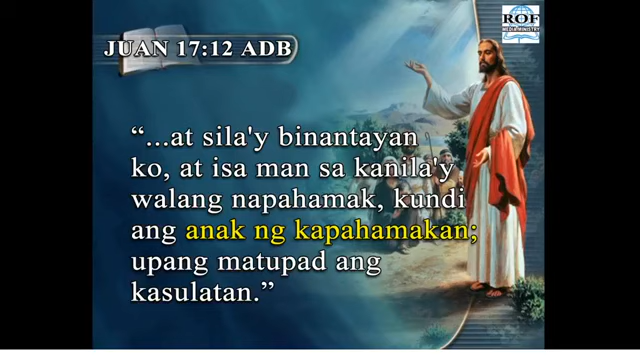 JUAN 17:12 ADB
ROF
MEDIA MINISTRY
“...at sila'y binantayan
ko, at isa man sa kanila'y
walang napahamak, kundi
ang anak ng kapahamakan;
upang matupad ang
kasulatan.”